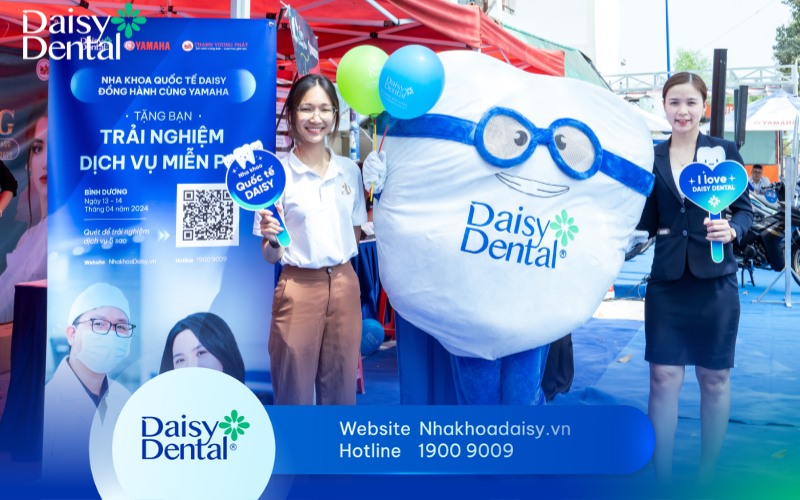 Daisy
Dental
Dental
YAMAHA
THANH VƯƠNG PHÁT
NHA KHOA QUỐC TẾ DAISY
ĐỒNG HÀNH CÙNG YAMAHA
TẶNG BẠN
TRẢI NGHIỆM
DỊCH VỤ MIỄN
BÌNH DƯƠNG
Ngày 13 - 14
Tháng 04 năm 2024
Quét để trải nghiệm
dịch vụ 5 sao
Website NhakhoaDaisy.vn Hotline 1900 9009
Nha khoa
Quốc tế
DAISY
Daisy
Dental
Daisy
Dental®
I love
DAISY DENTAL
YAMAHA
Daisy
Dental®
Website Nhakhoadaisy.vn
Hotline 1900 9009